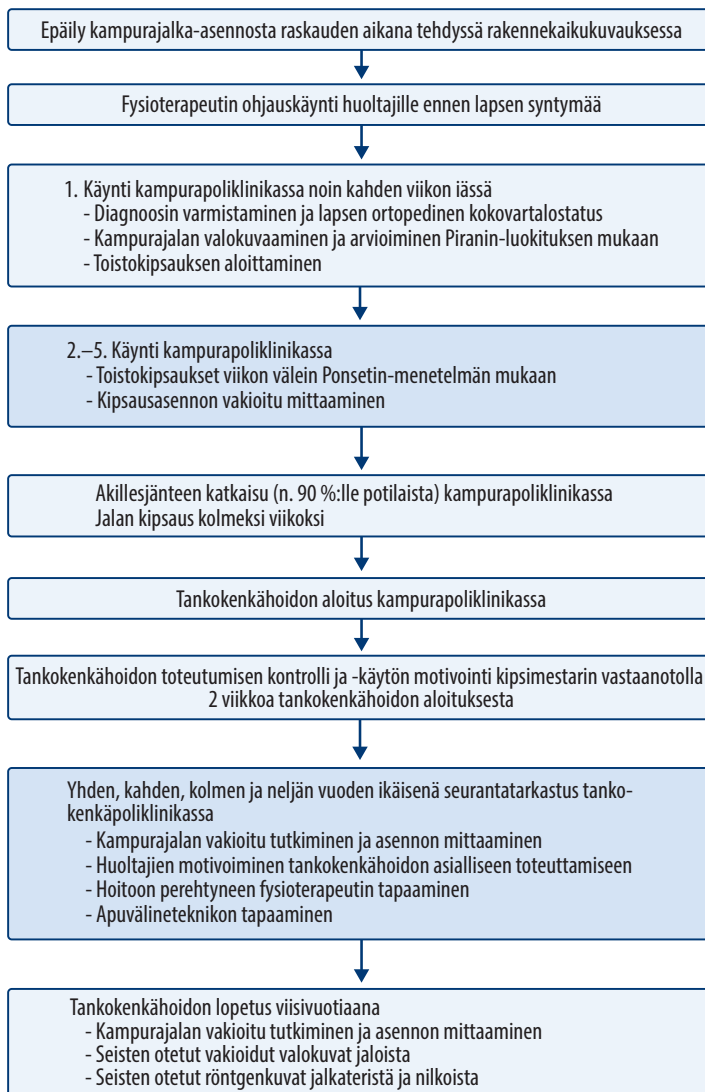 Epäily kampurajalka-asennosta raskauden aikana tehdyssä rakennekaikukuvauksessa
Fysioterapeutin ohjauskäynti huoltajille ennen lapsen syntymää
1. Käynti kampurapoliklinikassa noin kahden viikon iässä
- Diagnoosin varmistaminen ja lapsen ortopedinen kokovartalostatus
- Kampurajalan valokuvaaminen ja arvioiminen Piranin-luokituksen mukaan
- Toistokipsauksen aloittaminen
2.–5. Käynti kampurapoliklinikassa
- Toistokipsaukset viikon välein Ponsetin-menetelmän mukaan
- Kipsausasennon vakioitu mittaaminen
Akillesjänteen katkaisu (n. 90 %:lle potilaista) kampurapoliklinikassa
Jalan kipsaus kolmeksi viikoksi
Tankokenkähoidon aloitus kampurapoliklinikassa
Tankokenkähoidon toteutumisen kontrolli ja -käytön motivointi kipsimestarin vastaanotolla
2 viikkoa tankokenkähoidon aloituksesta
Yhden, kahden, kolmen ja neljän vuoden ikäisenä seurantatarkastus tanko-
kenkäpoliklinikassa
- Kampurajalan vakioitu tutkiminen ja asennon mittaaminen
- Huoltajien motivoiminen tankokenkähoidon asialliseen toteuttamiseen
- Hoitoon perehtyneen fysioterapeutin tapaaminen
- Apuvälineteknikon tapaaminen
Tankokenkähoidon lopetus viisivuotiaana
- Kampurajalan vakioitu tutkiminen ja asennon mittaaminen
- Seisten otetut vakioidut valokuvat jaloista
- Seisten otetut röntgenkuvat jalkateristä ja nilkoista